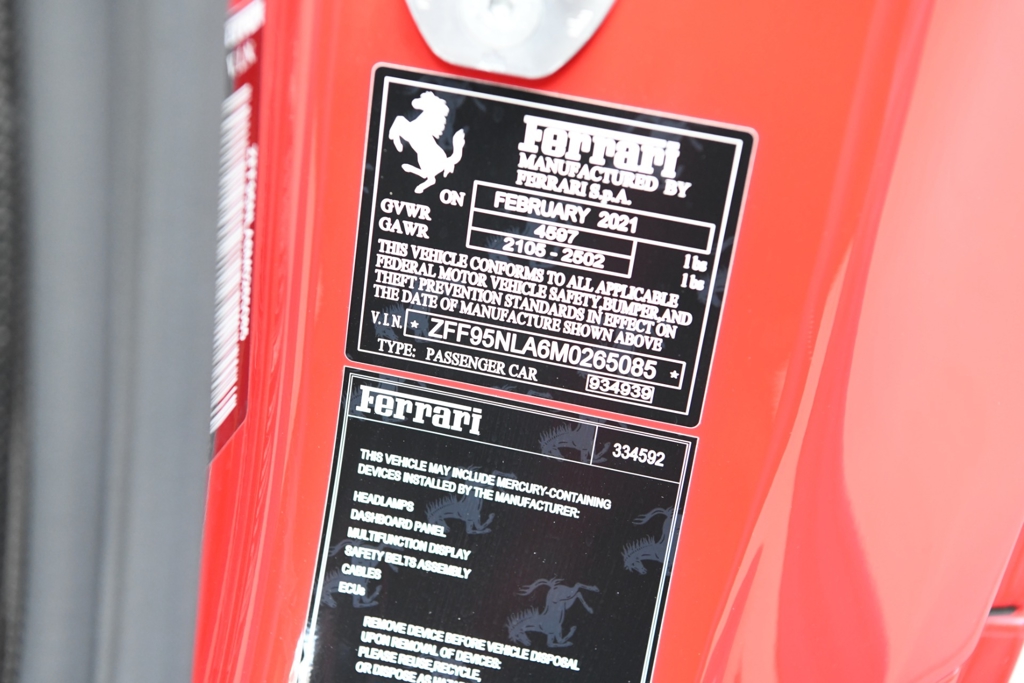 Ferrari
MANUFACTURED BY
FERRARI S.p.A.
ON FEBRUARY 2021
GVWR 4597 lbs
GAWR 2105 - 2502 lbs
THIS VEHICLE CONFORMS TO ALL APPLICABLE
FEDERAL MOTOR VEHICLE SAFETY, BUMPER, AND
THEFT PREVENTION STANDARDS IN EFFECT ON
THE DATE OF MANUFACTURE SHOWN ABOVE
V.I.N. * ZFF95NLA6M0265085 *
TYPE: PASSENGER CAR 934939
Ferrari 334592
THIS VEHICLE MAY INCLUDE MERCURY-CONTAINING
DEVICES INSTALLED BY THE MANUFACTURER:
HEADLAMPS
DASHBOARD PANEL
MULTIFUNCTION DISPLAY
SAFETY BELTS ASSEMBLY
CABLES
ECUs
REMOVE DEVICE BEFORE VEHICLE DISPOSAL
UPON REMOVAL OF DEVICES:
PLEASE REUSE, RECYCLE,
OR DISPOSE AS